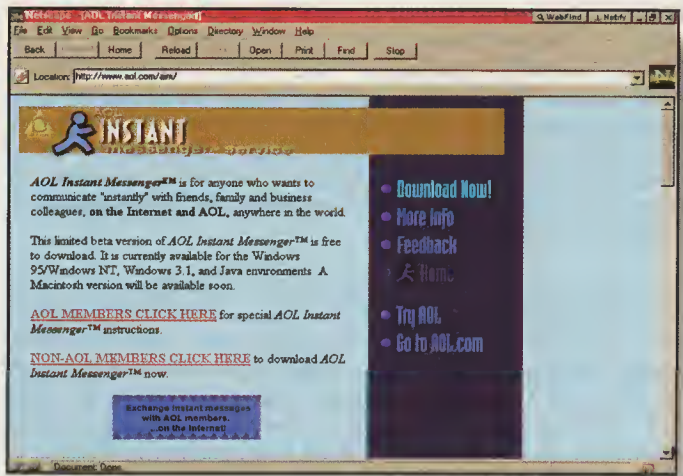 Netscape - [AOL Instant Messenger]
WebFind Notify
File Edit View Go Bookmarks Options Directory Window Help
Back Home Reload Open Print Find Stop
Location: http://www.aol.com/aim/
AOL
INSTANT
messenger service
AOL Instant Messenger™ is for anyone who wants to
communicate "instantly" with friends, family and business
colleagues, on the Internet and AOL, anywhere in the world.
This limited beta version of AOL Instant Messenger™ is free
to download. It is currently available for the Windows
95/Windows NT, Windows 3.1, and Java environments A
Macintosh version will be available soon.
AOL MEMBERS CLICK HERE for special AOL Instant
Messenger™ instructions.
NON-AOL MEMBERS CLICK HERE to download AOL
Instant Messenger™ now.
Exchange instant messages
with AOL members.
...on the Internet!
Download Now!
More Info
Feedback
Home
Try AOL
Go to AOL.com
Document: Done